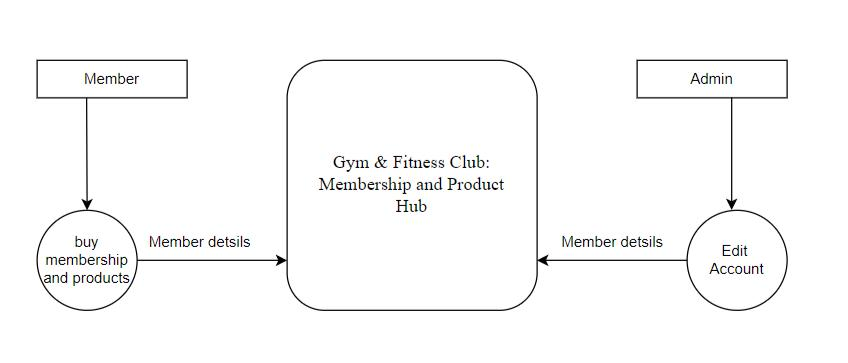 Member
Admin
Gym & Fitness Club:
Membership and Product
Hub
buy
membership
and products
Member detsils
Member detsils
Edit
Account